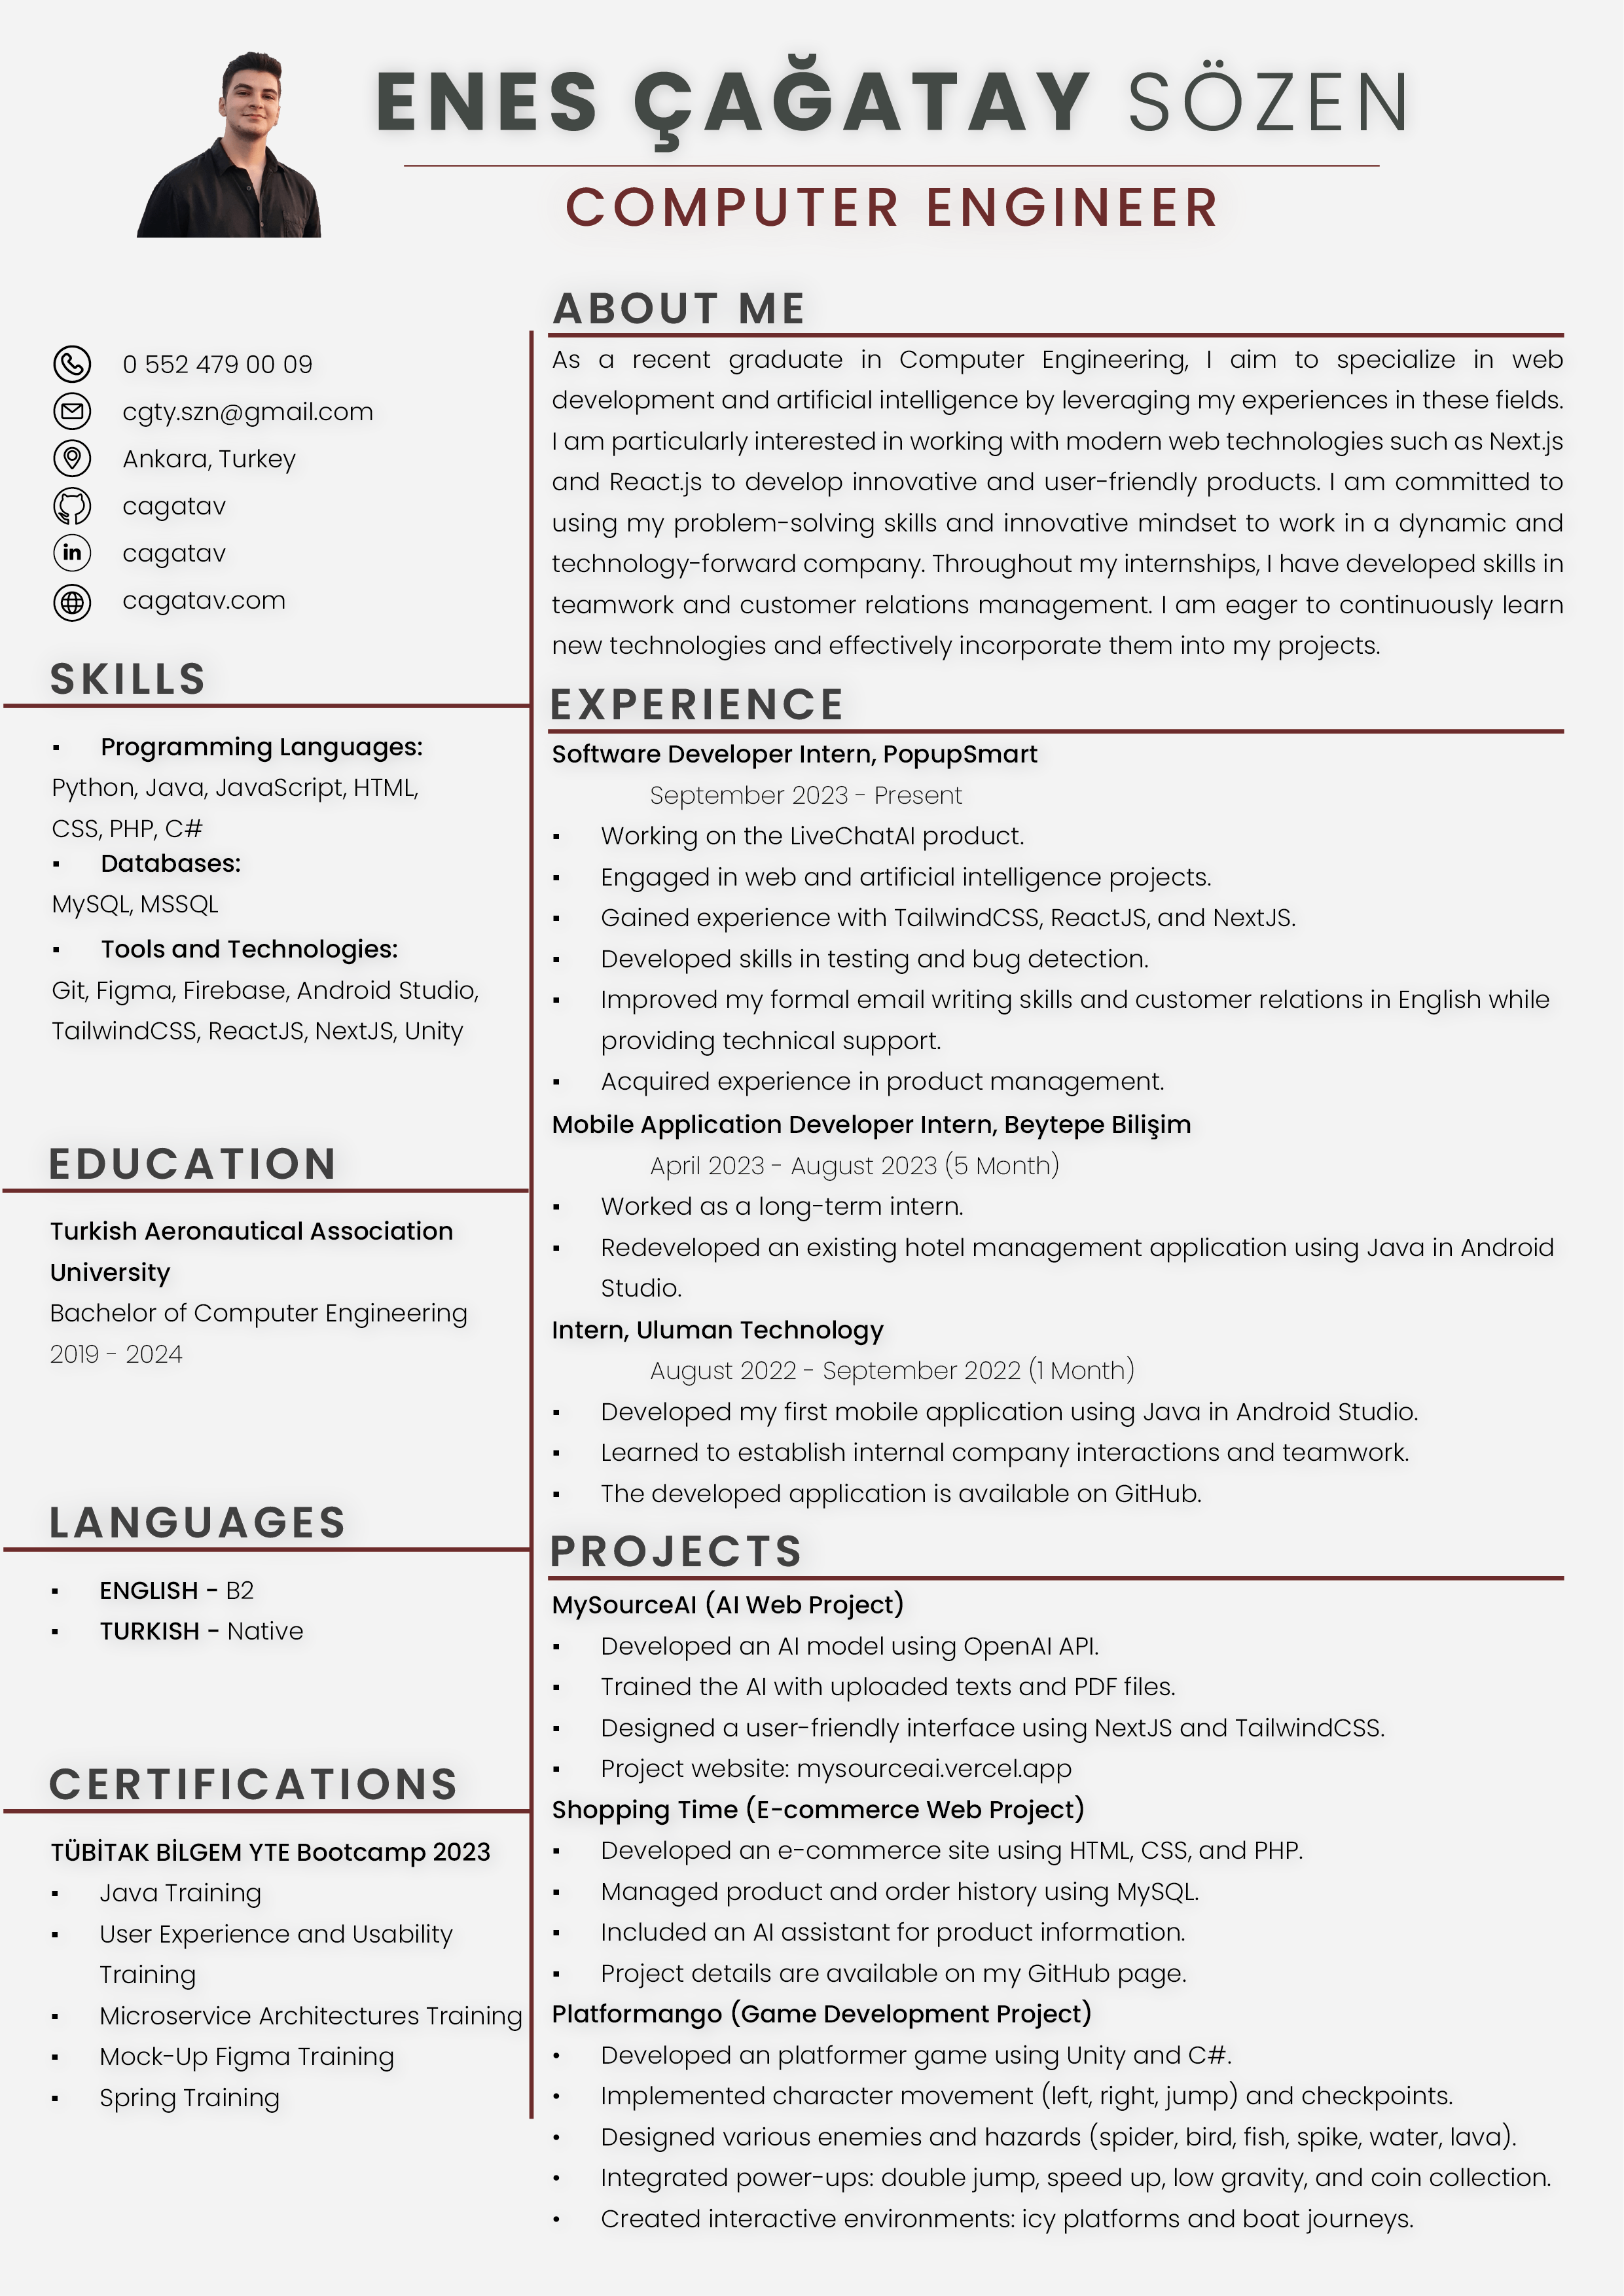 ENES ÇAĞATAY SÖZEN
COMPUTER ENGINEER
0 552 479 00 09
cgty.szn@gmail.com
Ankara, Turkey
cagatav
in cagatav
cagatav.com
SKILLS
▪ Programming Languages:
Python, Java, JavaScript, HTML,
CSS, PHP, C#
▪ Databases:
MySQL, MSSQL
▪ Tools and Technologies:
Git, Figma, Firebase, Android Studio,
TailwindCSS, ReactJS, NextJS, Unity
EDUCATION
Turkish Aeronautical Association
University
Bachelor of Computer Engineering
2019 - 2024
LANGUAGES
▪ ENGLISH - B2
▪ TURKISH - Native
CERTIFICATIONS
TÜBİTAK BİLGEM YTE Bootcamp 2023
▪ Java Training
▪ User Experience and Usability
Training
▪ Microservice Architectures Training
▪ Mock-Up Figma Training
▪ Spring Training
ABOUT ME
As a recent graduate in Computer Engineering, I aim to specialize in web
development and artificial intelligence by leveraging my experiences in these fields.
I am particularly interested in working with modern web technologies such as Next.js
and React.js to develop innovative and user-friendly products. I am committed to
using my problem-solving skills and innovative mindset to work in a dynamic and
technology-forward company. Throughout my internships, I have developed skills in
teamwork and customer relations management. I am eager to continuously learn
new technologies and effectively incorporate them into my projects.
EXPERIENCE
Software Developer Intern, PopupSmart
September 2023 - Present
▪ Working on the LiveChatAI product.
▪ Engaged in web and artificial intelligence projects.
▪ Gained experience with TailwindCSS, ReactJS, and NextJS.
▪ Developed skills in testing and bug detection.
▪ Improved my formal email writing skills and customer relations in English while
providing technical support.
▪ Acquired experience in product management.
Mobile Application Developer Intern, Beytepe Bilişim
April 2023 - August 2023 (5 Month)
▪ Worked as a long-term intern.
▪ Redeveloped an existing hotel management application using Java in Android
Studio.
Intern, Uluman Technology
August 2022 - September 2022 (1 Month)
▪ Developed my first mobile application using Java in Android Studio.
▪ Learned to establish internal company interactions and teamwork.
▪ The developed application is available on GitHub.
PROJECTS
MySourceAI (AI Web Project)
▪ Developed an AI model using OpenAI API.
▪ Trained the AI with uploaded texts and PDF files.
▪ Designed a user-friendly interface using NextJS and TailwindCSS.
▪ Project website: mysourceai.vercel.app
Shopping Time (E-commerce Web Project)
▪ Developed an e-commerce site using HTML, CSS, and PHP.
▪ Managed product and order history using MySQL.
▪ Included an AI assistant for product information.
▪ Project details are available on my GitHub page.
Platformango (Game Development Project)
• Developed an platformer game using Unity and C#.
• Implemented character movement (left, right, jump) and checkpoints.
• Designed various enemies and hazards (spider, bird, fish, spike, water, lava).
• Integrated power-ups: double jump, speed up, low gravity, and coin collection.
• Created interactive environments: icy platforms and boat journeys.